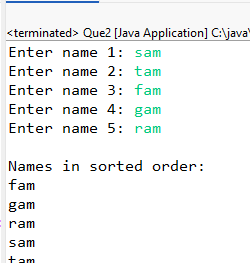 <terminated> Que2 [Java Application] C:\java\
Enter name 1: sam
Enter name 2: tam
Enter name 3: fam
Enter name 4: gam
Enter name 5: ram
Names in sorted order:
fam
gam
ram
sam
tam